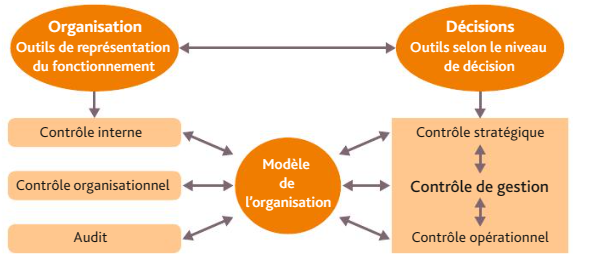 Organisation
Outils de représentation
du fonctionnement
Décisions
Outils selon le niveau
de décision
Contrôle interne
Contrôle organisationnel
Audit
Modèle
de
l'organisation
Contrôle stratégique
Contrôle de gestion
Contrôle opérationnel